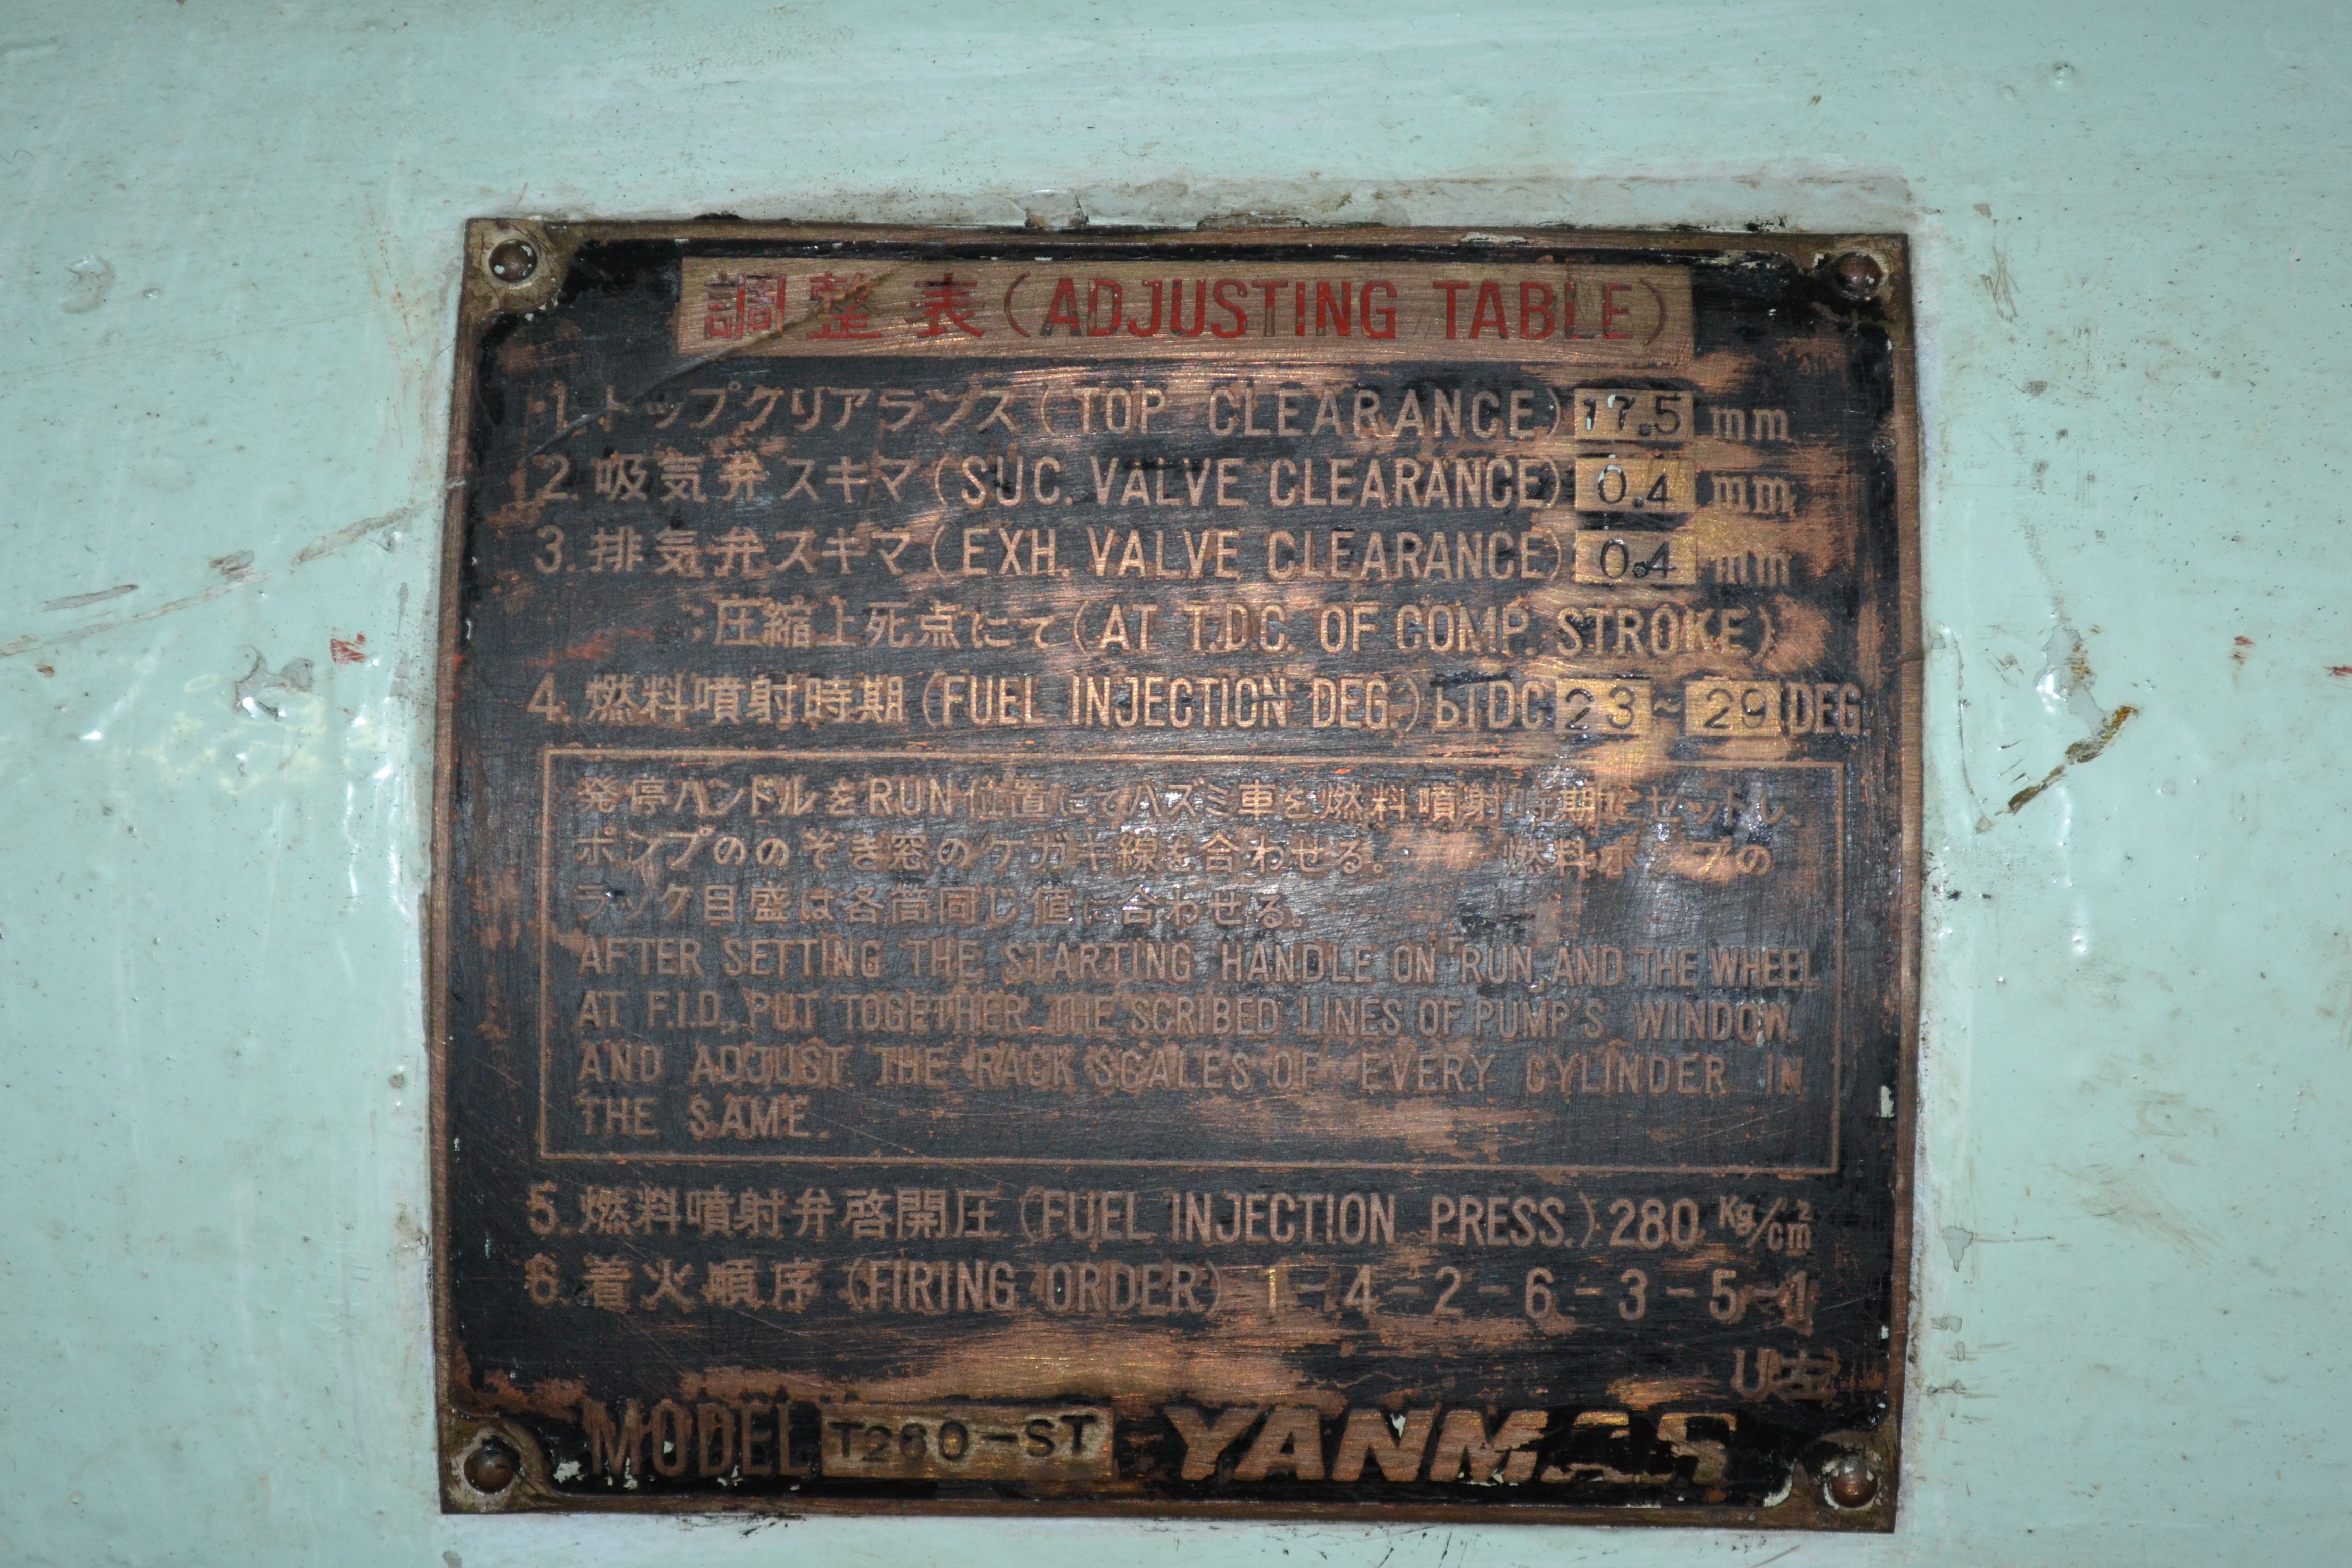 調整表(ADJUSTING TABLE)
1.トップクリアランス(TOP CLEARANCE) 17.5 mm
2.吸気弁スキマ(SUC. VALVE CLEARANCE) 0.4 mm
3.排気弁スキマ(EXH. VALVE CLEARANCE) 0.4 mm
:圧縮上死点にて(AT T.D.C. OF COMP. STROKE)
4.燃料噴射時期(FUEL INJECTION DEG.) bTDC 23~29 DEG.
発停ハンドルをRUN位置にてハズミ車を燃料噴射時期にセットし、
ポンプののぞき窓のケガキ線を合わせる。 燃料ポンプの
ラック目盛は各筒同じ値に合わせる。
AFTER SETTING THE STARTING HANDLE ON "RUN, AND THE WHEEL
AT F.I.D., PUT TOGETHER THE SCRIBED LINES OF PUMP'S WINDOW.
AND ADJUST THE RACK SCALES OF EVERY CYLINDER IN
THE SAME.
5.燃料噴射弁啓開圧(FUEL INJECTION PRESS.) 280 Kg/cm²
6.着火順序(FIRING ORDER) 1-4-2-6-3-5-1
U左
MODEL T260-ST YANMAR